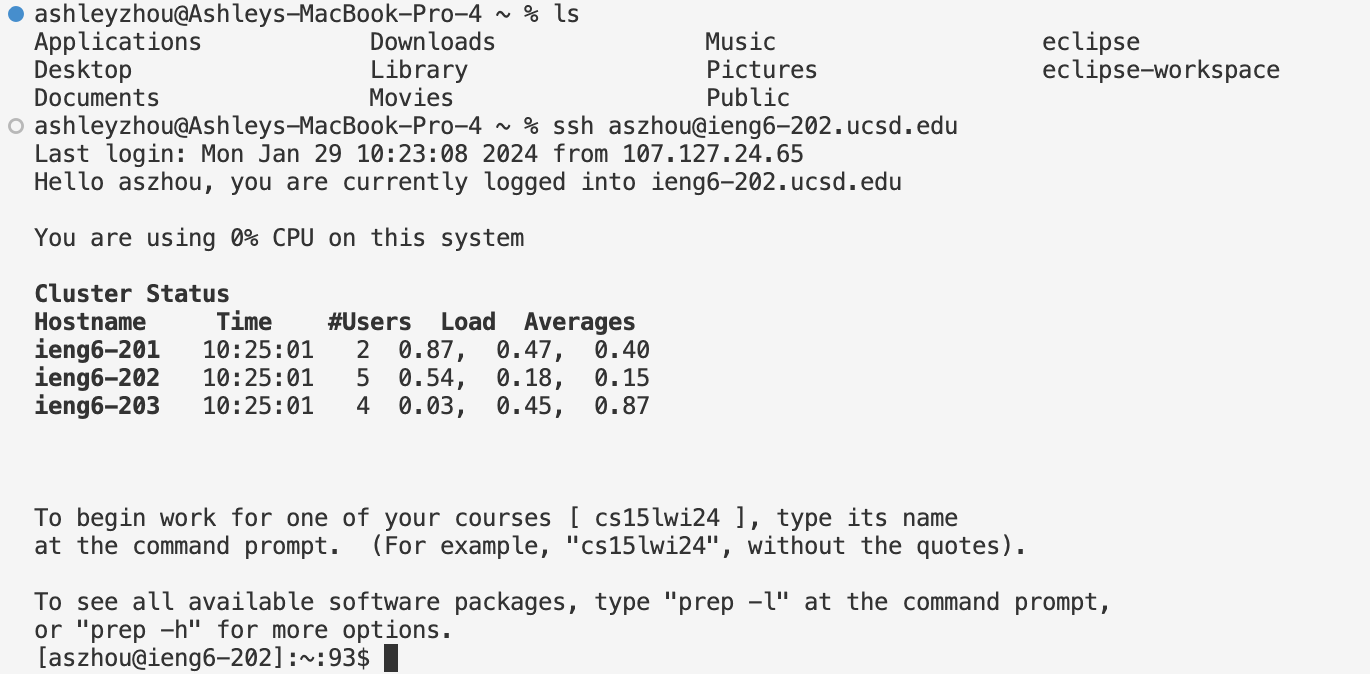 ashleyzhou@Ashleys-MacBook-Pro-4 ~ % ls
Applications Downloads Music eclipse
Desktop Library Pictures eclipse-workspace
Documents Movies Public
ashleyzhou@Ashleys-MacBook-Pro-4 ~ % ssh aszhou@ieng6-202.ucsd.edu
Last login: Mon Jan 29 10:23:08 2024 from 107.127.24.65
Hello aszhou, you are currently logged into ieng6-202.ucsd.edu
You are using 0% CPU on this system
Cluster Status
Hostname Time #Users Load Averages
ieng6-201 10:25:01 2 0.87, 0.47, 0.40
ieng6-202 10:25:01 5 0.54, 0.18, 0.15
ieng6-203 10:25:01 4 0.03, 0.45, 0.87
To begin work for one of your courses [ cs15lwi24 ], type its name
at the command prompt. (For example, "cs15lwi24", without the quotes).
To see all available software packages, type "prep -l" at the command prompt,
or "prep -h" for more options.
[aszhou@ieng6-202]:~:93$